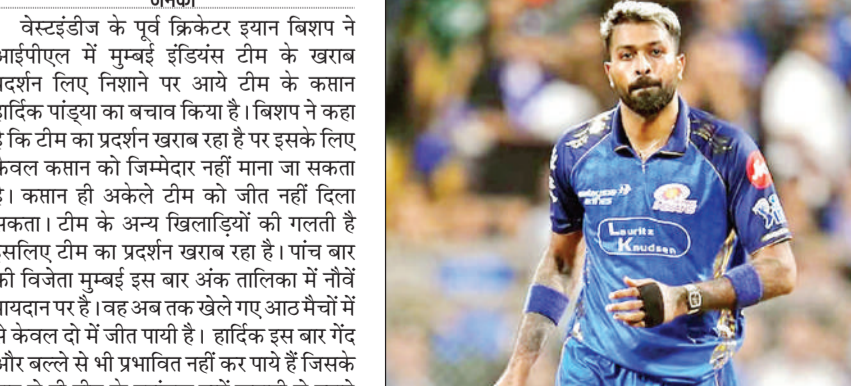 वेस्टइंडीज के पूर्व क्रिकेटर इयान बिशप ने
आईपीएल में मुम्बई इंडियंस टीम के खराब
प्रदर्शन लिए निशाने पर आये टीम के कप्तान
हार्दिक पांड्या का बचाव किया है। बिशप ने कहा
है कि टीम का प्रदर्शन खराब रहा है पर इसके लिए
केवल कप्तान को जिम्मेदार नहीं माना जा सकता
है। कप्तान ही अकेले टीम को जीत नहीं दिला
सकता। टीम के अन्य खिलाड़ियों की गलती है
इसलिए टीम का प्रदर्शन खराब रहा है। पांच बार
की विजेता मुम्बई इस बार अंक तालिका में नौवें
पायदान पर है। वह अब तक खेले गए आठ मैचों में
से केवल दो में जीत पायी है। हार्दिक इस बार गेंद
और बल्ले से भी प्रभावित नहीं कर पाये हैं जिसके
malaysia airlines
Lauritz
Knudsen